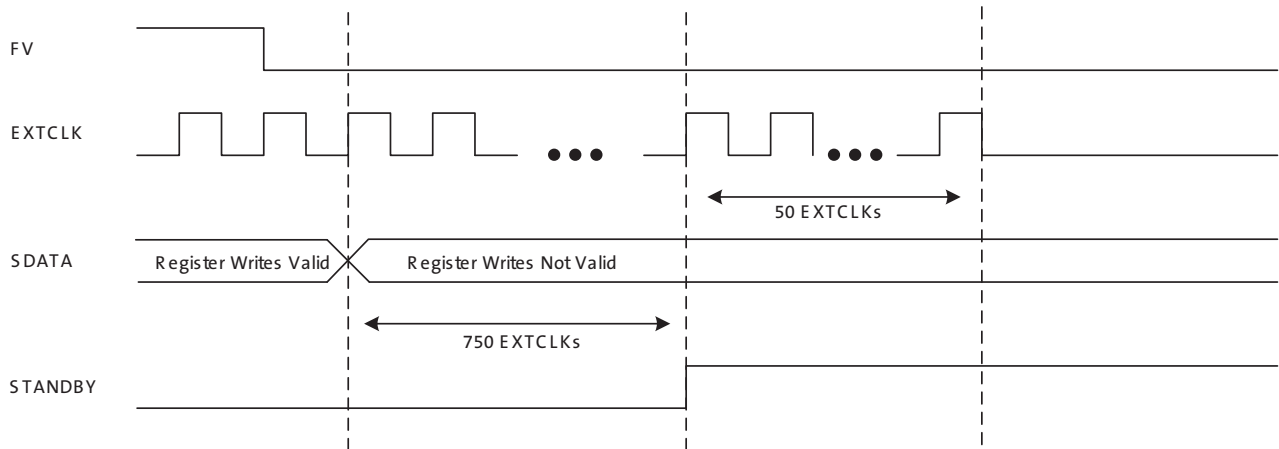 FV
EXTCLK
50 EXTCLKs
SDATA
Register Writes Valid
Register Writes Not Valid
750 EXTCLKs
STANDBY